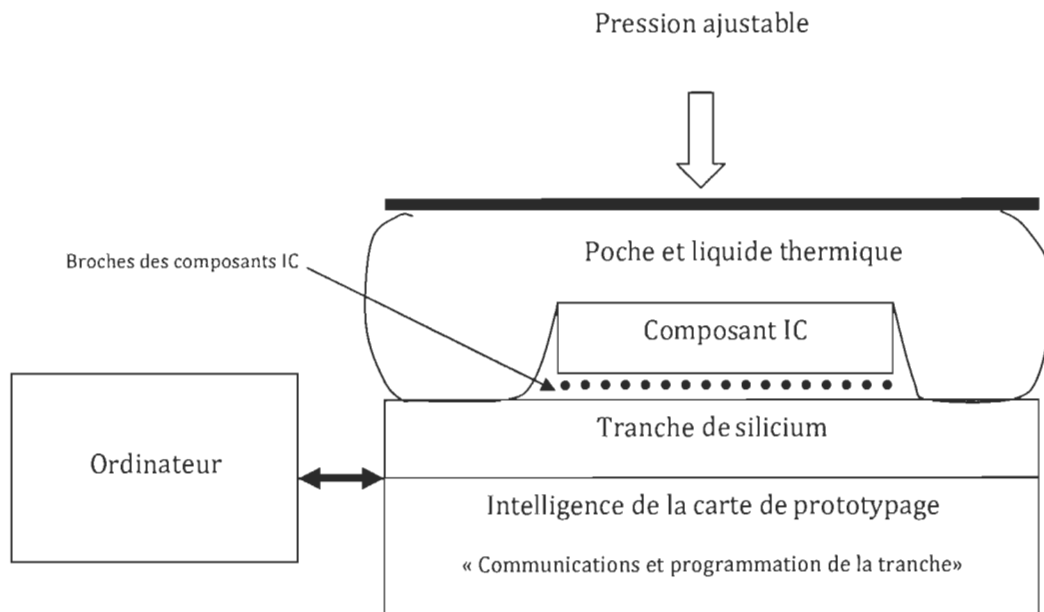 Pression ajustable
Poche et liquide thermique
Broches des composants IC
Composant IC
Tranche de silicium
Ordinateur
Intelligence de la carte de prototypage
« Communications et programmation de la tranche»